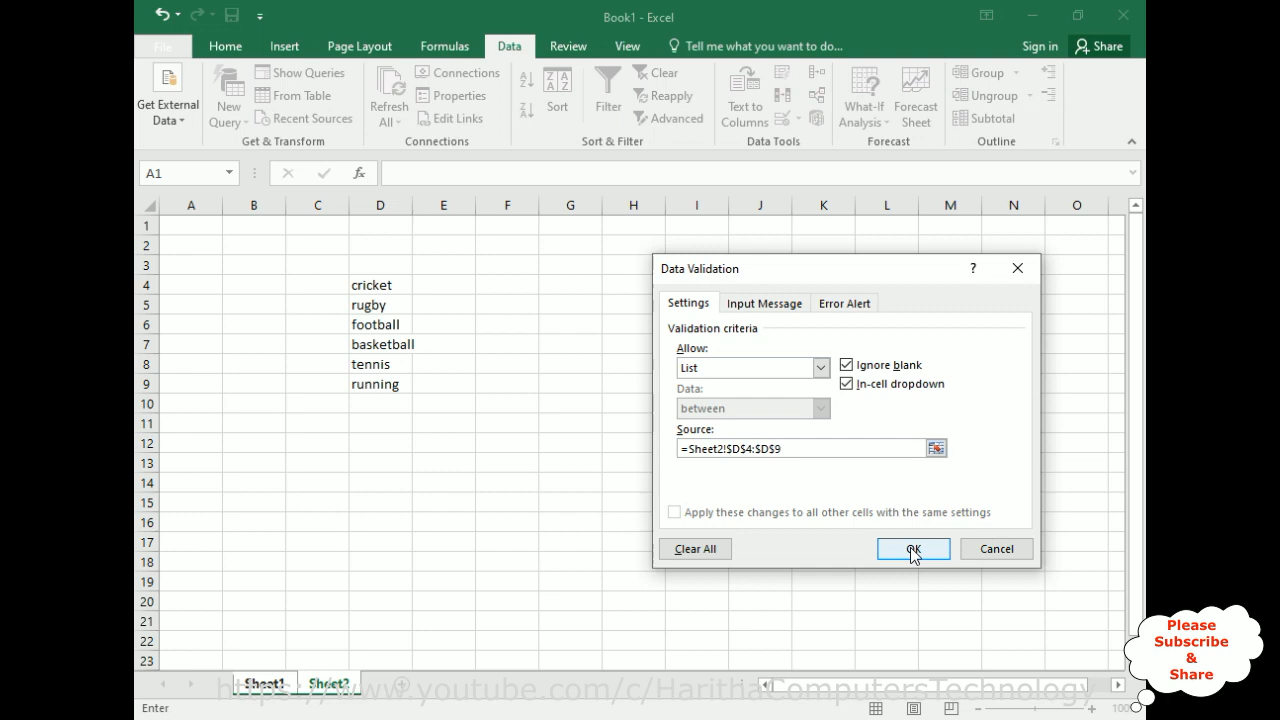 Book1 - Excel
File Home Insert Page Layout Formulas Data Review View Tell me what you want to do... Sign in Share
Get External Data
New Query
Show Queries
From Table
Recent Sources
Get & Transform
Refresh All
Connections
Properties
Edit Links
Connections
Sort
Filter
Clear
Reapply
Advanced
Sort & Filter
Text to Columns
Data Tools
What-If Analysis
Forecast Sheet
Forecast
Group
Ungroup
Subtotal
Outline
A1 fx
A B C D E F G H I J K L M N O
1
2
3
4 cricket
5 rugby
6 football
7 basketball
8 tennis
9 running
10
11
12
13
14
15
16
17
18
19
20
21
22
23
Data Validation ?
Settings Input Message Error Alert
Validation criteria
Allow:
List
Ignore blank
In-cell dropdown
Data:
between
Source:
=Sheet2!$D$4:$D$9
Apply these changes to all other cells with the same settings
Clear All OK Cancel
Please
Subscribe
&
Share
Sheet1 Sheet2
Enter